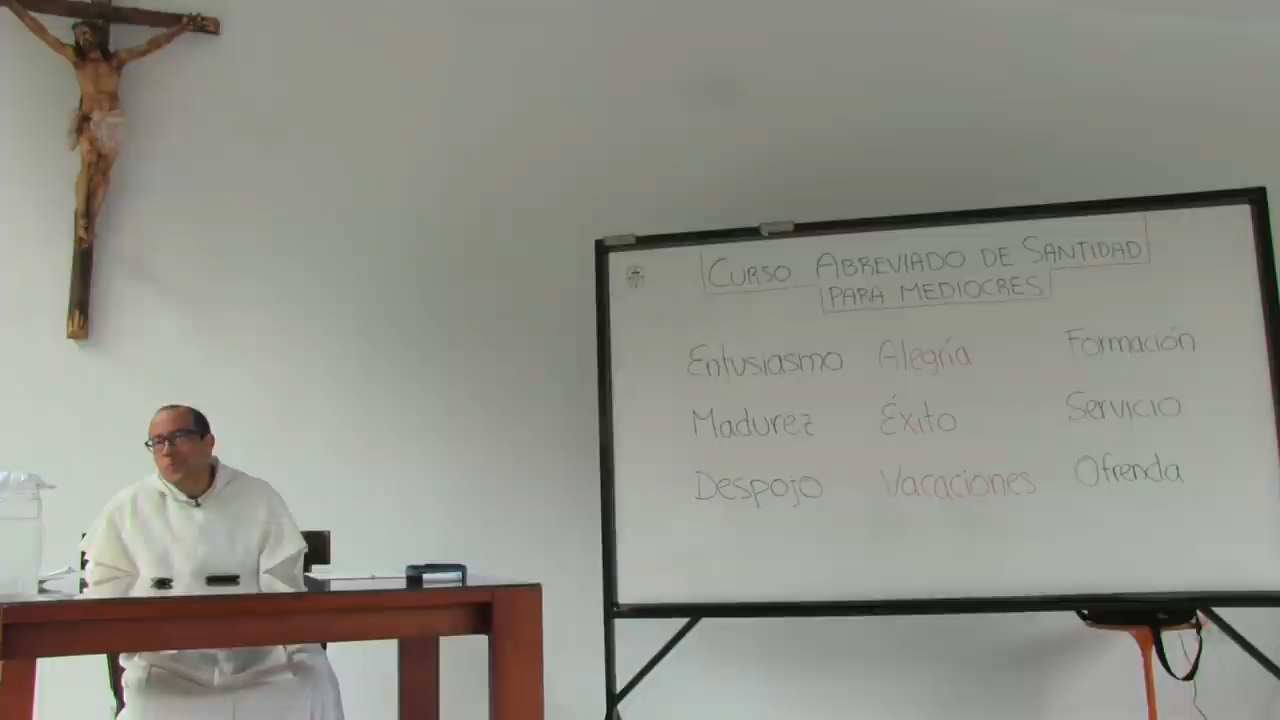 CURSO ABREVIADO DE SANTIDAD
PARA MEDIOCRES
Entusiasmo Alegría Formación
Madurez Éxito Servicio
Despojo Vacaciones Ofrenda